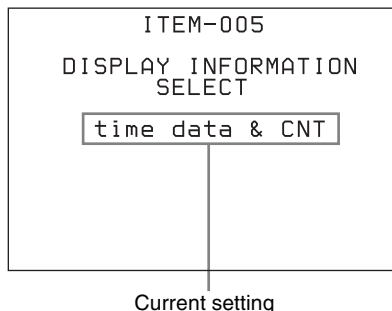 ITEM-005
DISPLAY INFORMATION
SELECT
time data & CNT
Current setting